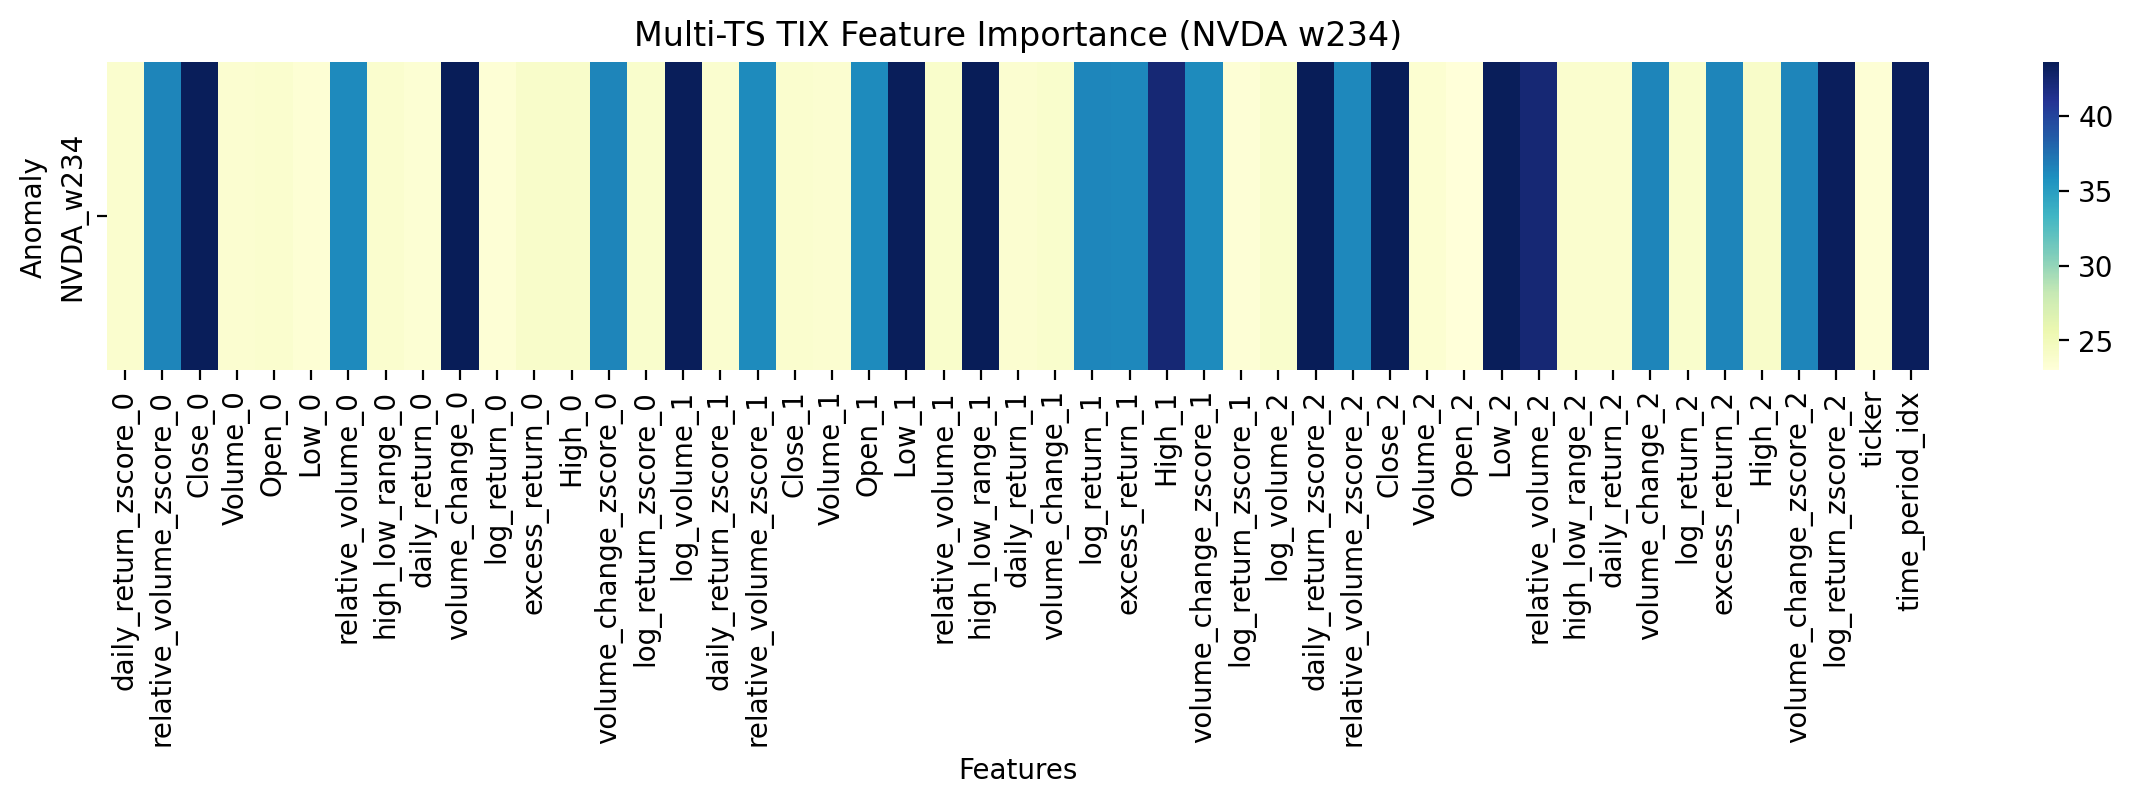 Multi-TS TIX Feature Importance (NVDA w234)
Anomaly
NVDA_w234
40
35
30
25
daily_return_zscore_0
relative_volume_zscore_0
Close_0
Volume_0
Open_0
Low_0
relative_volume_0
high_low_range_0
daily_return_0
volume_change_0
log_return_0
excess_return_0
High_0
volume_change_zscore_0
log_return_zscore_0
log_volume_1
daily_return_zscore_1
relative_volume_zscore_1
Close_1
Volume_1
Open_1
Low_1
relative_volume_1
high_low_range_1
daily_return_1
volume_change_1
log_return_1
excess_return_1
High_1
volume_change_zscore_1
log_return_zscore_1
log_volume_2
daily_return_zscore_2
relative_volume_zscore_2
Close_2
Volume_2
Open_2
Low_2
relative_volume_2
high_low_range_2
daily_return_2
volume_change_2
log_return_2
excess_return_2
High_2
volume_change_zscore_2
log_return_zscore_2
ticker
time_period_idx
Features